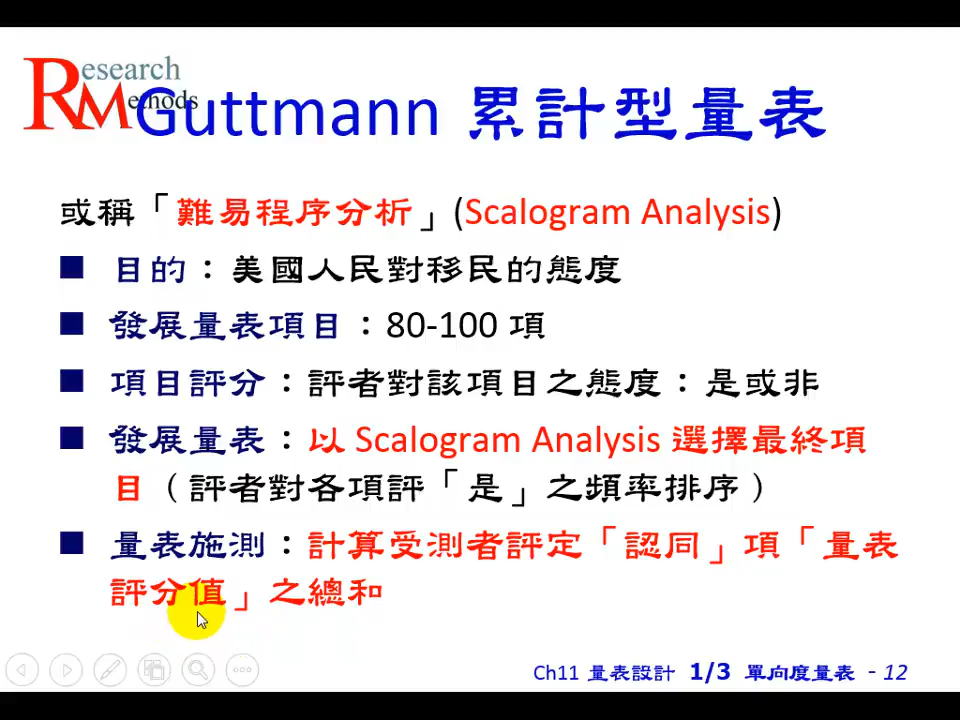 Research
Methods
Guttmann 累計型量表
或稱「難易程序分析」(Scalogram Analysis)
■ 目的：美國人民對移民的態度
■ 發展量表項目：80-100 項
■ 項目評分：評者對該項目之態度：是或非
■ 發展量表：以 Scalogram Analysis 選擇最終項
目（評者對各項評「是」之頻率排序）
■ 量表施測：計算受測者評定「認同」項「量表
評分值」之總和
Ch11 量表設計 1/3 單向度量表 - 12